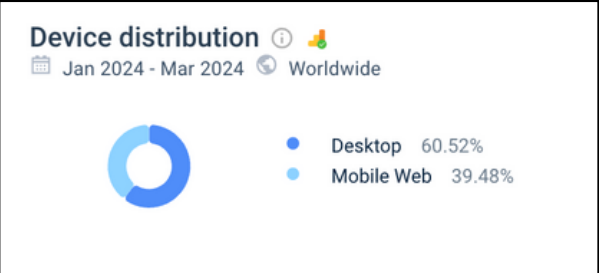 Device distribution
Jan 2024 - Mar 2024 Worldwide
Desktop 60.52%
Mobile Web 39.48%